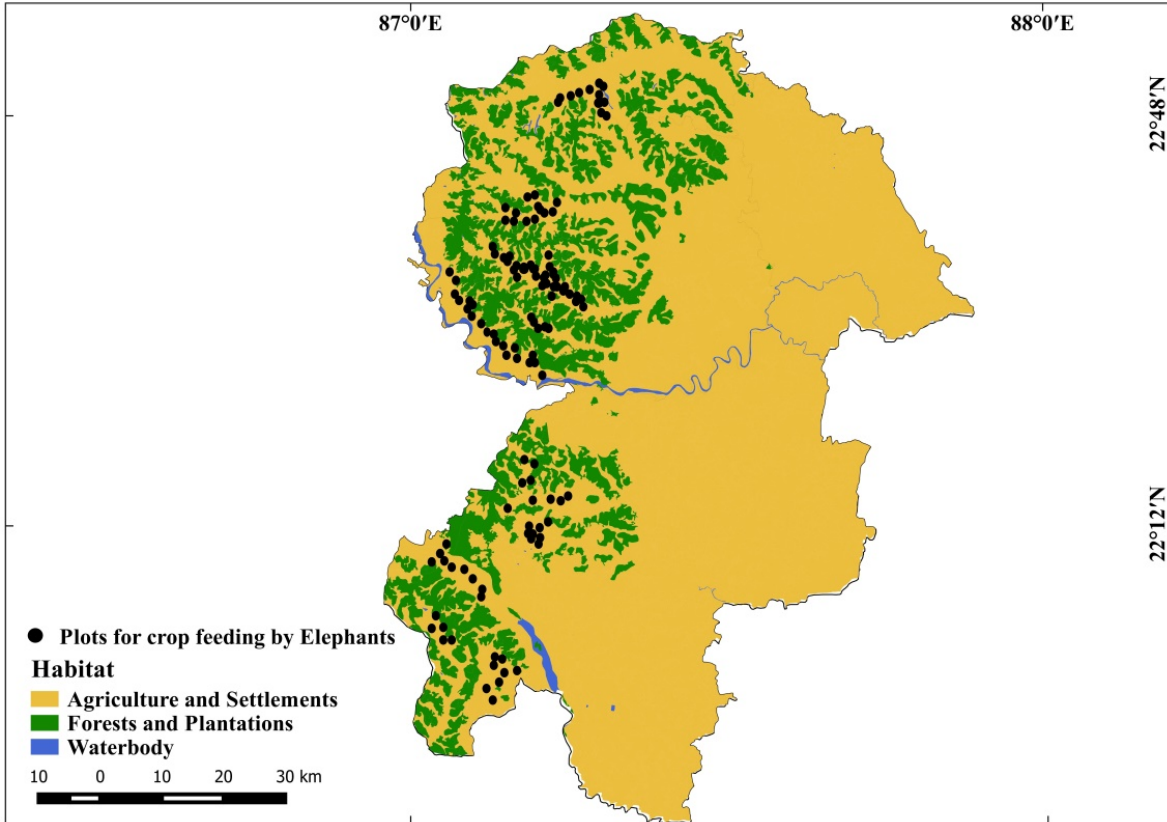 87°0′E 88°0′E
22°48′N
22°12′N
Plots for crop feeding by Elephants
Habitat
Agriculture and Settlements
Forests and Plantations
Waterbody
10 0 10 20 30 km